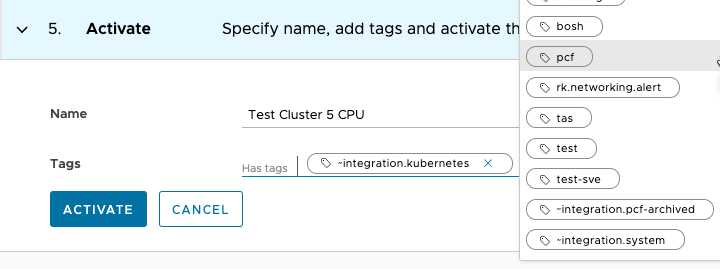 5. Activate Specify name, add tags and activate th
bosh
pcf
rk.networking.alert
tas
test
test-sve
~integration.pcf-archived
~integration.system
Name Test Cluster 5 CPU
Tags Has tags ~integration.kubernetes
ACTIVATE CANCEL